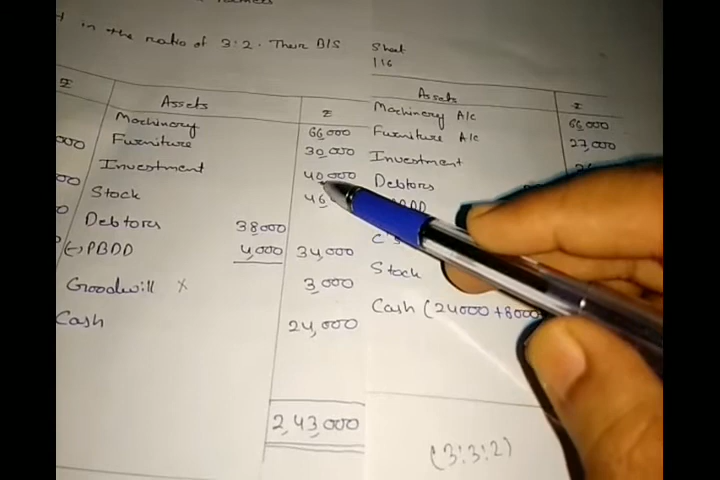 in the ratio of 3:2. Their B/S
Sheet
116
₹ Assets ₹
Machinery 66,000
Furniture 30,000
Investment 40,000
Stock 46
Debtors 38,000
(-) PBDD 4,000 34,000
Goodwill × 3,000
Cash 24,000
2,43,000
Assets ₹
Machinery A/c 66,000
Furniture A/c 27,000
Investment
Debtors
Stock
Cash (24000 + 8000
(3:3:2)